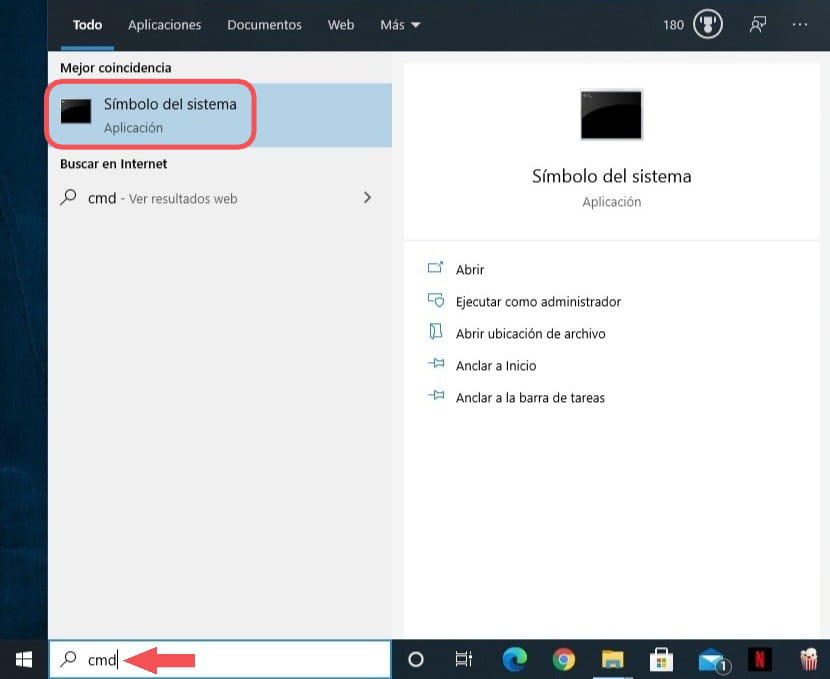 Todo Aplicaciones Documentos Web Más 180 ...
Mejor coincidencia
Símbolo del sistema
Aplicación
Buscar en Internet
cmd - Ver resultados web
Símbolo del sistema
Aplicación
Abrir
Ejecutar como administrador
Abrir ubicación de archivo
Anclar a Inicio
Anclar a la barra de tareas
cmd
1
N